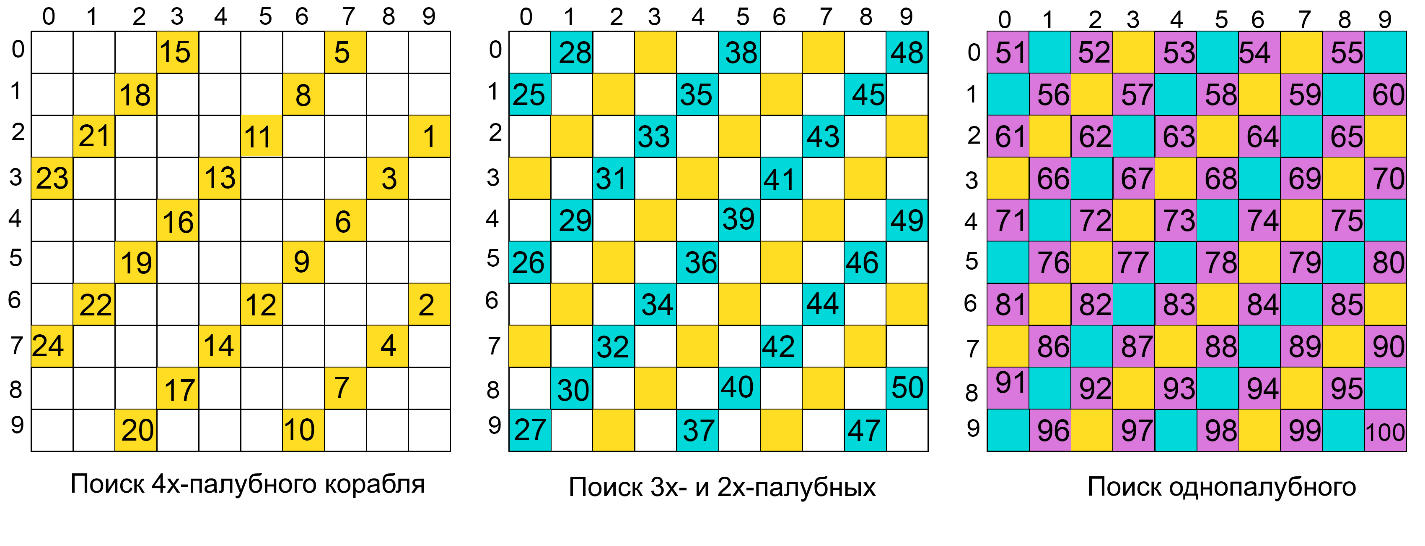 0 1 2 3 4 5 6 7 8 9
0 15 5
1 18 8
2 21 11 1
3 23 13 3
4 16 6
5 19 9
6 22 12 2
7 24 14 4
8 17 7
9 20 10
Поиск 4х-палубного корабля
0 1 2 3 4 5 6 7 8 9
0 28 38 48
1 25 35 45
2 33 43
3 31 41
4 29 39 49
5 26 36 46
6 34 44
7 32 42
8 30 40 50
9 27 37 47
Поиск 3х- и 2х-палубных
0 1 2 3 4 5 6 7 8 9
0 51 52 53 54 55
1 56 57 58 59 60
2 61 62 63 64 65
3 66 67 68 69 70
4 71 72 73 74 75
5 76 77 78 79 80
6 81 82 83 84 85
7 86 87 88 89 90
8 91 92 93 94 95
9 96 97 98 99 100
Поиск однопалубного